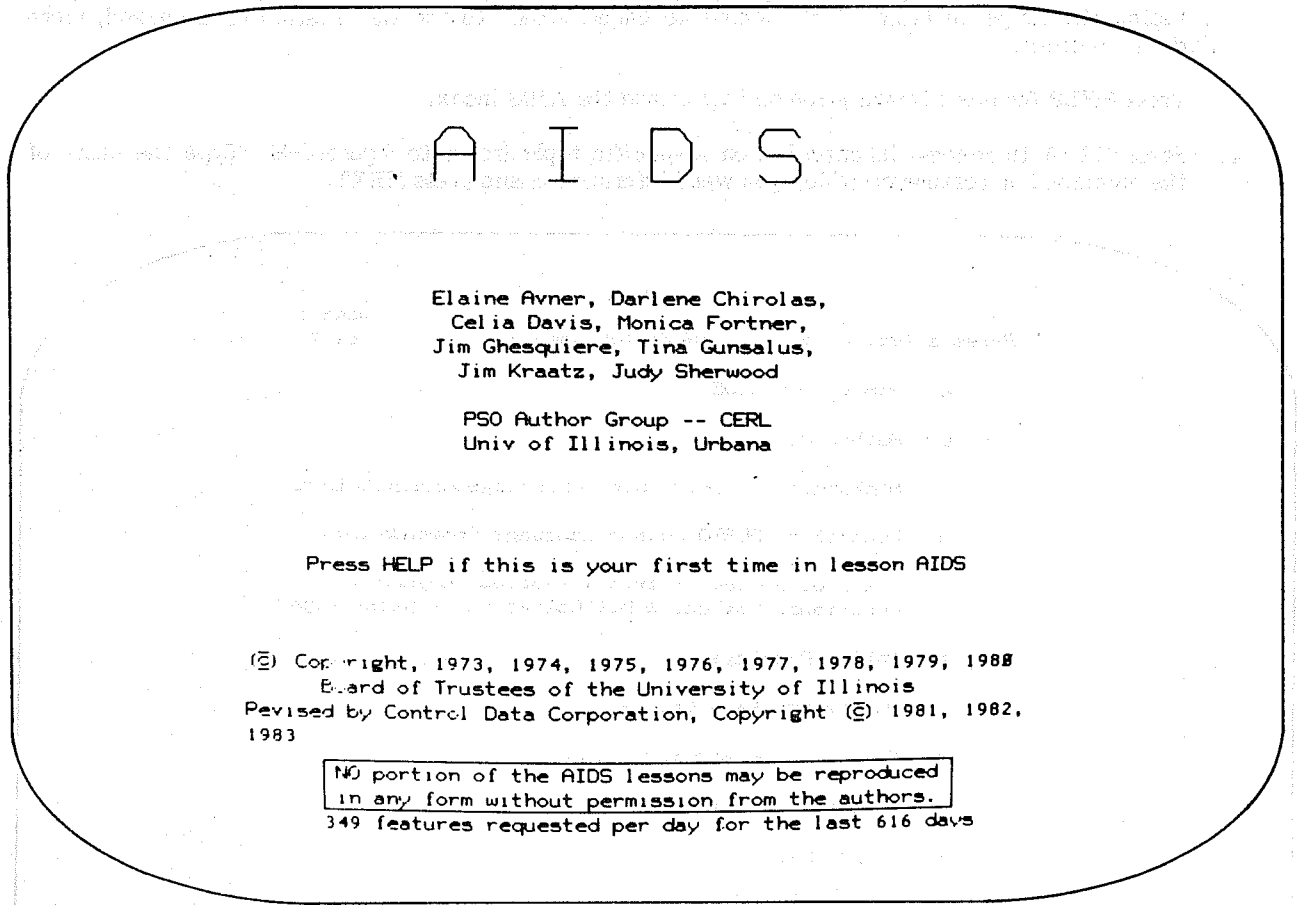 Press HELP
A I D S
Elaine Avner, Darlene Chirolas,
Celia Davis, Monica Fortner,
Jim Ghesquiere, Tina Gunsalus,
Jim Kraatz, Judy Sherwood
PSO Author Group -- CERL
Univ of Illinois, Urbana
Press HELP if this is your first time in lesson AIDS
(C) Copyright, 1973, 1974, 1975, 1976, 1977, 1978, 1979, 1980
Board of Trustees of the University of Illinois
Revised by Control Data Corporation, Copyright (C) 1981, 1982,
1983
NO portion of the AIDS lessons may be reproduced
in any form without permission from the authors.
349 features requested per day for the last 616 days